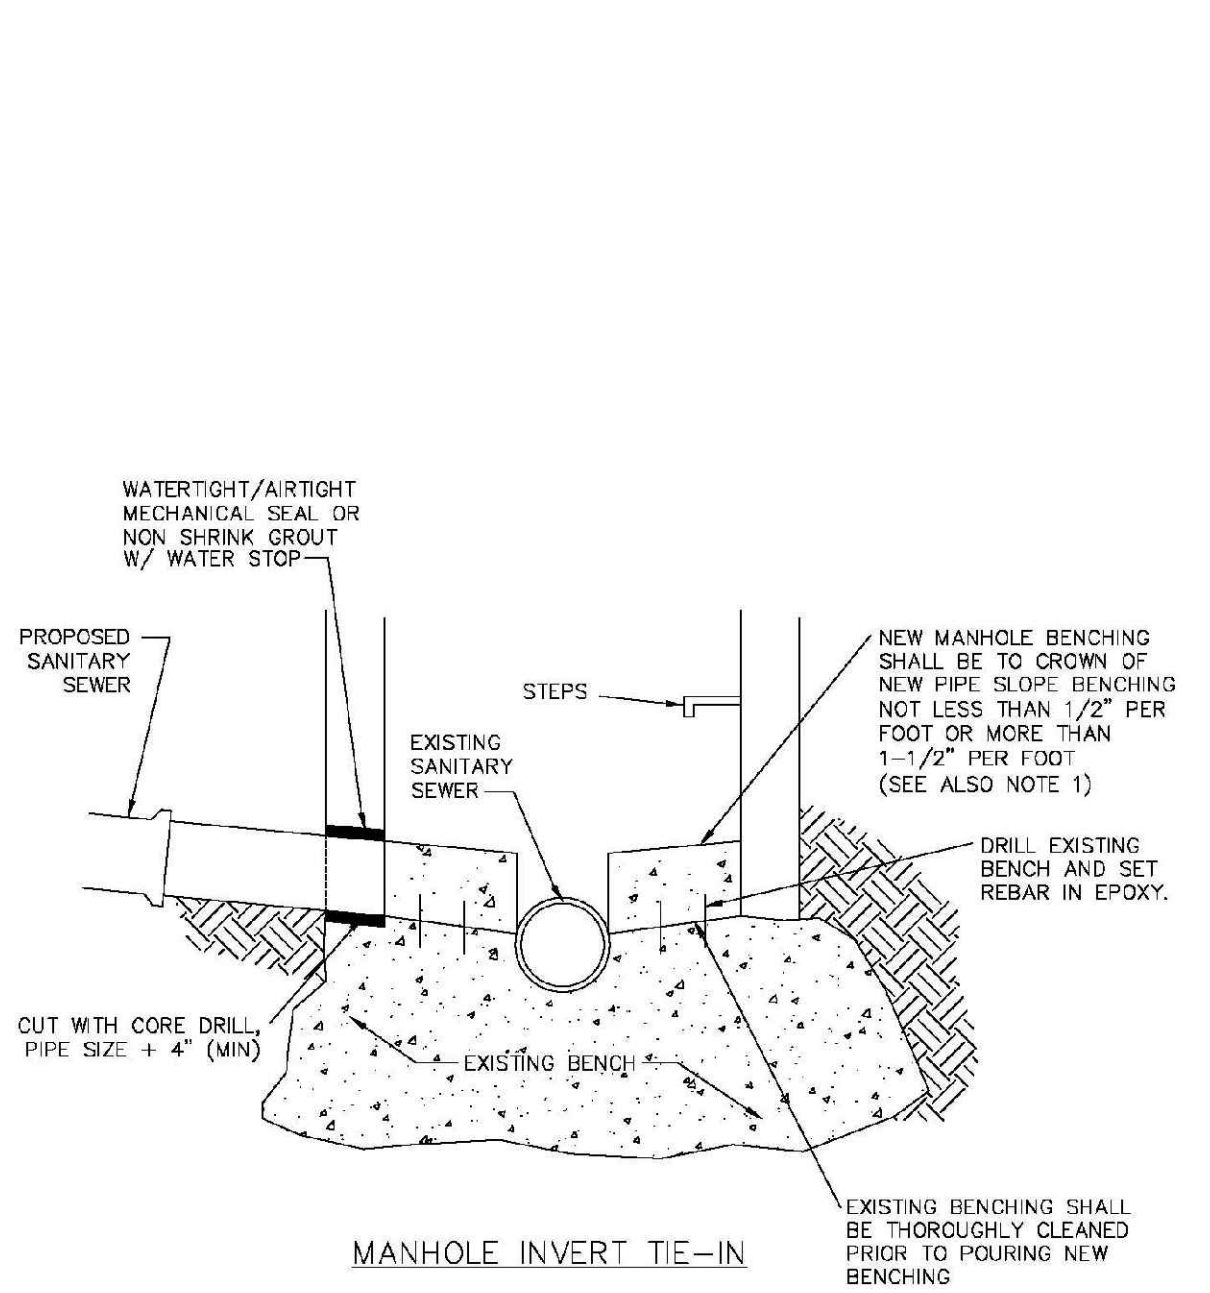 WATERTIGHT/AIRTIGHT
MECHANICAL SEAL OR
NON SHRINK GROUT
W/ WATER STOP
PROPOSED
SANITARY
SEWER
STEPS
EXISTING
SANITARY
SEWER
NEW MANHOLE BENCHING
SHALL BE TO CROWN OF
NEW PIPE SLOPE BENCHING
NOT LESS THAN 1/2" PER
FOOT OR MORE THAN
1-1/2" PER FOOT
(SEE ALSO NOTE 1)
DRILL EXISTING
BENCH AND SET
REBAR IN EPOXY.
CUT WITH CORE DRILL,
PIPE SIZE + 4" (MIN)
EXISTING BENCH
EXISTING BENCHING SHALL
BE THOROUGHLY CLEANED
PRIOR TO POURING NEW
BENCHING
MANHOLE INVERT TIE-IN